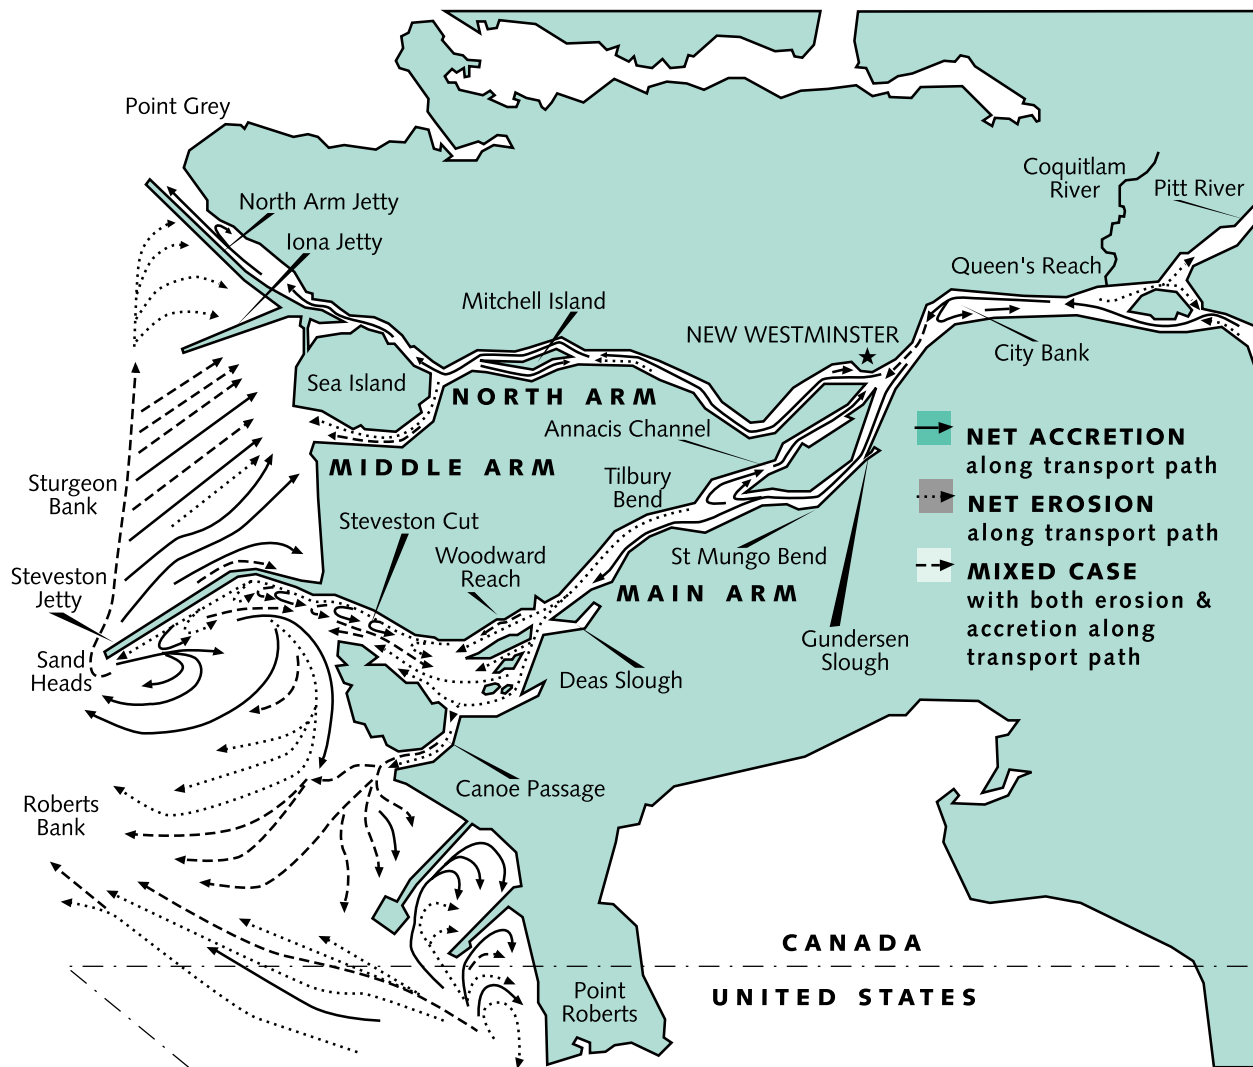 Point Grey
Coquitlam
River
Pitt River
North Arm Jetty
Iona Jetty
Queen's Reach
Mitchell Island
NEW WESTMINSTER
City Bank
Sea Island
NORTH ARM
Annacis Channel
MIDDLE ARM
NET ACCRETION
along transport path
Tilbury
Bend
Sturgeon
Bank
NET EROSION
along transport path
Steveston Cut
St Mungo Bend
Woodward
Reach
MIXED CASE
with both erosion &
accretion along
transport path
Steveston
Jetty
MAIN ARM
Gundersen
Slough
Sand
Heads
Deas Slough
Canoe Passage
Roberts
Bank
CANADA
UNITED STATES
Point
Roberts